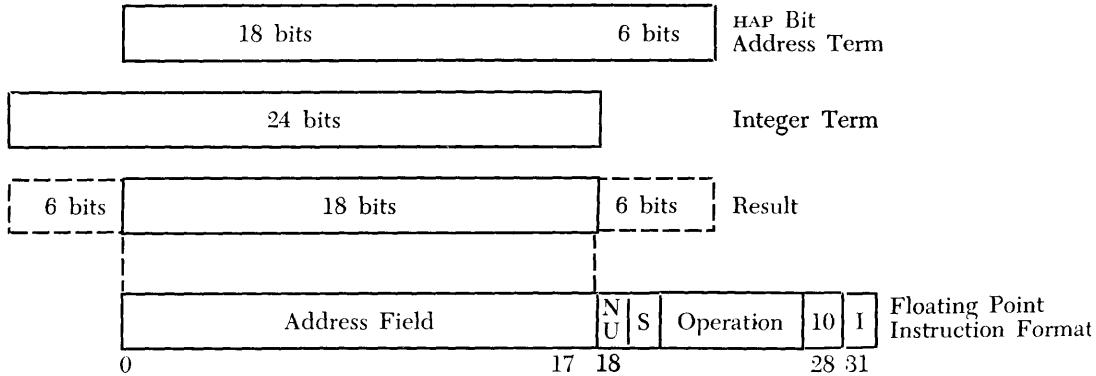 18 bits 6 bits HAP Bit
Address Term
24 bits Integer Term
6 bits 18 bits 6 bits Result
Address Field N U S Operation 10 I Floating Point
Instruction Format
0 17 18 28 31